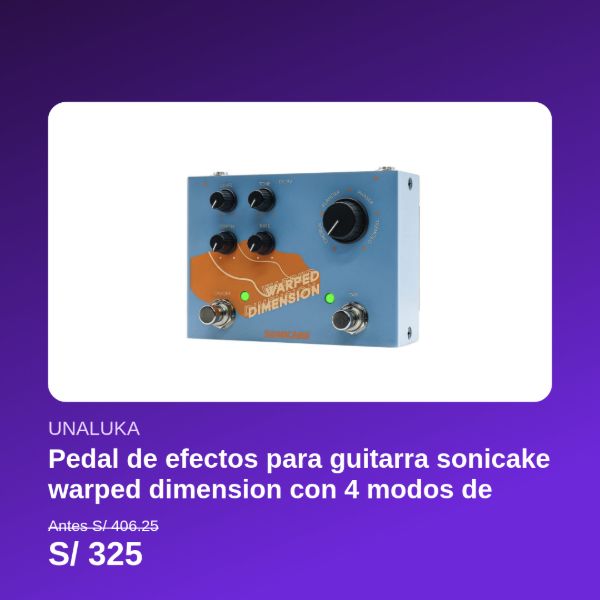 WARPED
DIMENSION
SONICAKE
UNALUKA
Pedal de efectos para guitarra sonicake
warped dimension con 4 modos de
Antes S/ 406.25
S/ 325